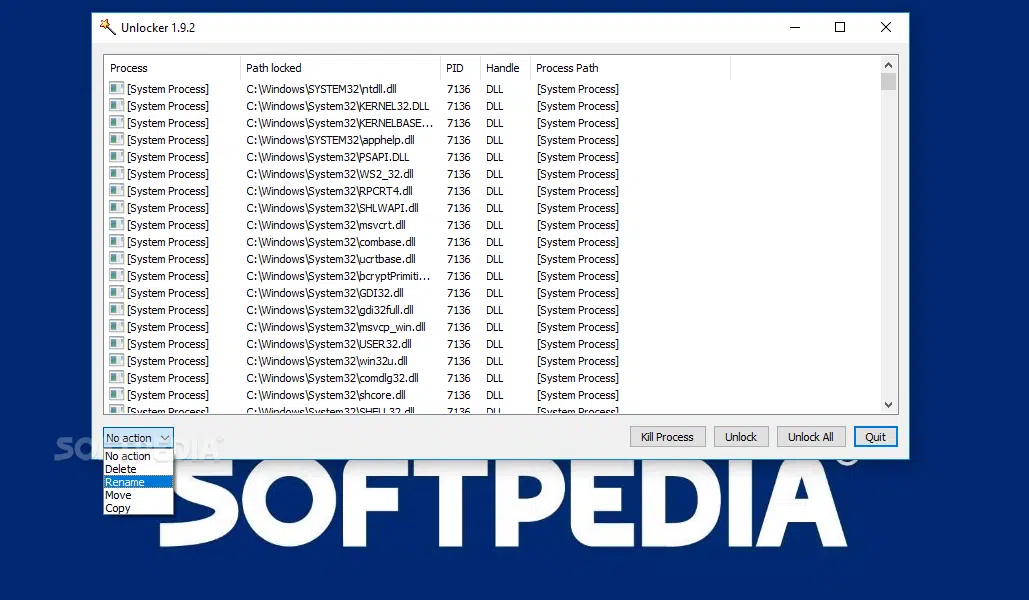 Unlocker 1.9.2
Process Path locked PID Handle Process Path
[System Process] C:\Windows\SYSTEM32\ntdll.dll 7136 DLL [System Process]
[System Process] C:\Windows\System32\KERNEL32.DLL 7136 DLL [System Process]
[System Process] C:\Windows\System32\KERNELBASE... 7136 DLL [System Process]
[System Process] C:\Windows\SYSTEM32\apphelp.dll 7136 DLL [System Process]
[System Process] C:\Windows\System32\PSAPI.DLL 7136 DLL [System Process]
[System Process] C:\Windows\System32\WS2_32.dll 7136 DLL [System Process]
[System Process] C:\Windows\System32\RPCRT4.dll 7136 DLL [System Process]
[System Process] C:\Windows\System32\SHLWAPI.dll 7136 DLL [System Process]
[System Process] C:\Windows\System32\msvcrt.dll 7136 DLL [System Process]
[System Process] C:\Windows\System32\combase.dll 7136 DLL [System Process]
[System Process] C:\Windows\System32\ucrtbase.dll 7136 DLL [System Process]
[System Process] C:\Windows\System32\bcryptPrimiti... 7136 DLL [System Process]
[System Process] C:\Windows\System32\GDI32.dll 7136 DLL [System Process]
[System Process] C:\Windows\System32\gdi32full.dll 7136 DLL [System Process]
[System Process] C:\Windows\System32\msvcp_win.dll 7136 DLL [System Process]
[System Process] C:\Windows\System32\USER32.dll 7136 DLL [System Process]
[System Process] C:\Windows\System32\win32u.dll 7136 DLL [System Process]
[System Process] C:\Windows\System32\comdlg32.dll 7136 DLL [System Process]
[System Process] C:\Windows\System32\shcore.dll 7136 DLL [System Process]
[System Process] C:\Windows\System32\SHELL32.dll 7136 DLL [System Process]
No action Kill Process Unlock Unlock All Quit
No action
Delete
Rename
Move
Copy
SOFTPEDIA
SOFTPEDIA